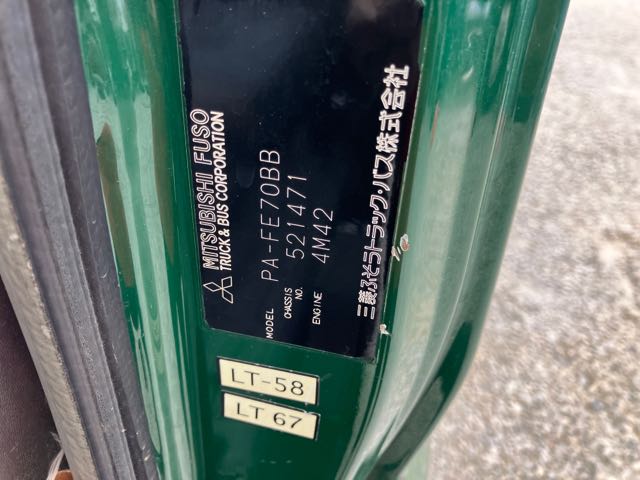 MITSUBISHI FUSO
TRUCK & BUS CORPORATION
MODEL PA-FE70BB
CHASSIS NO. 521471
ENGINE 4M42
三菱ふそうトラック・バス株式会社
LT-58
LT 67